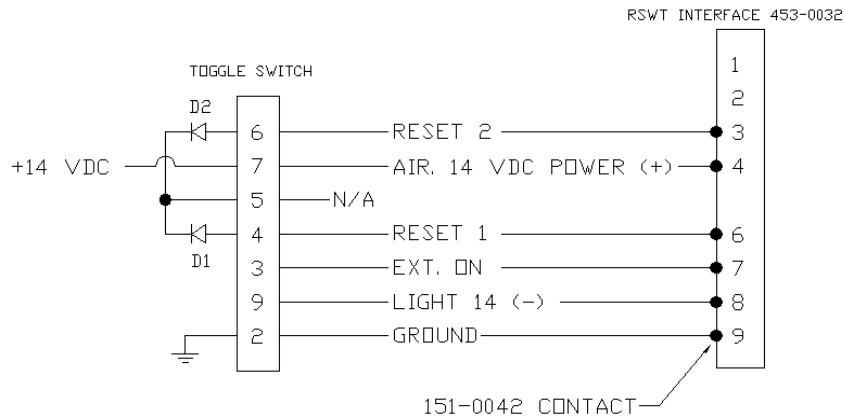 RSWT INTERFACE 453-0032
TOGGLE SWITCH
1
2
D2
6 RESET 2 3
+14 VDC 7 AIR. 14 VDC POWER (+) 4
5 N/A
4 RESET 1 6
D1
3 EXT. ON 7
9 LIGHT 14 (-) 8
2 GROUND 9
151-0042 CONTACT